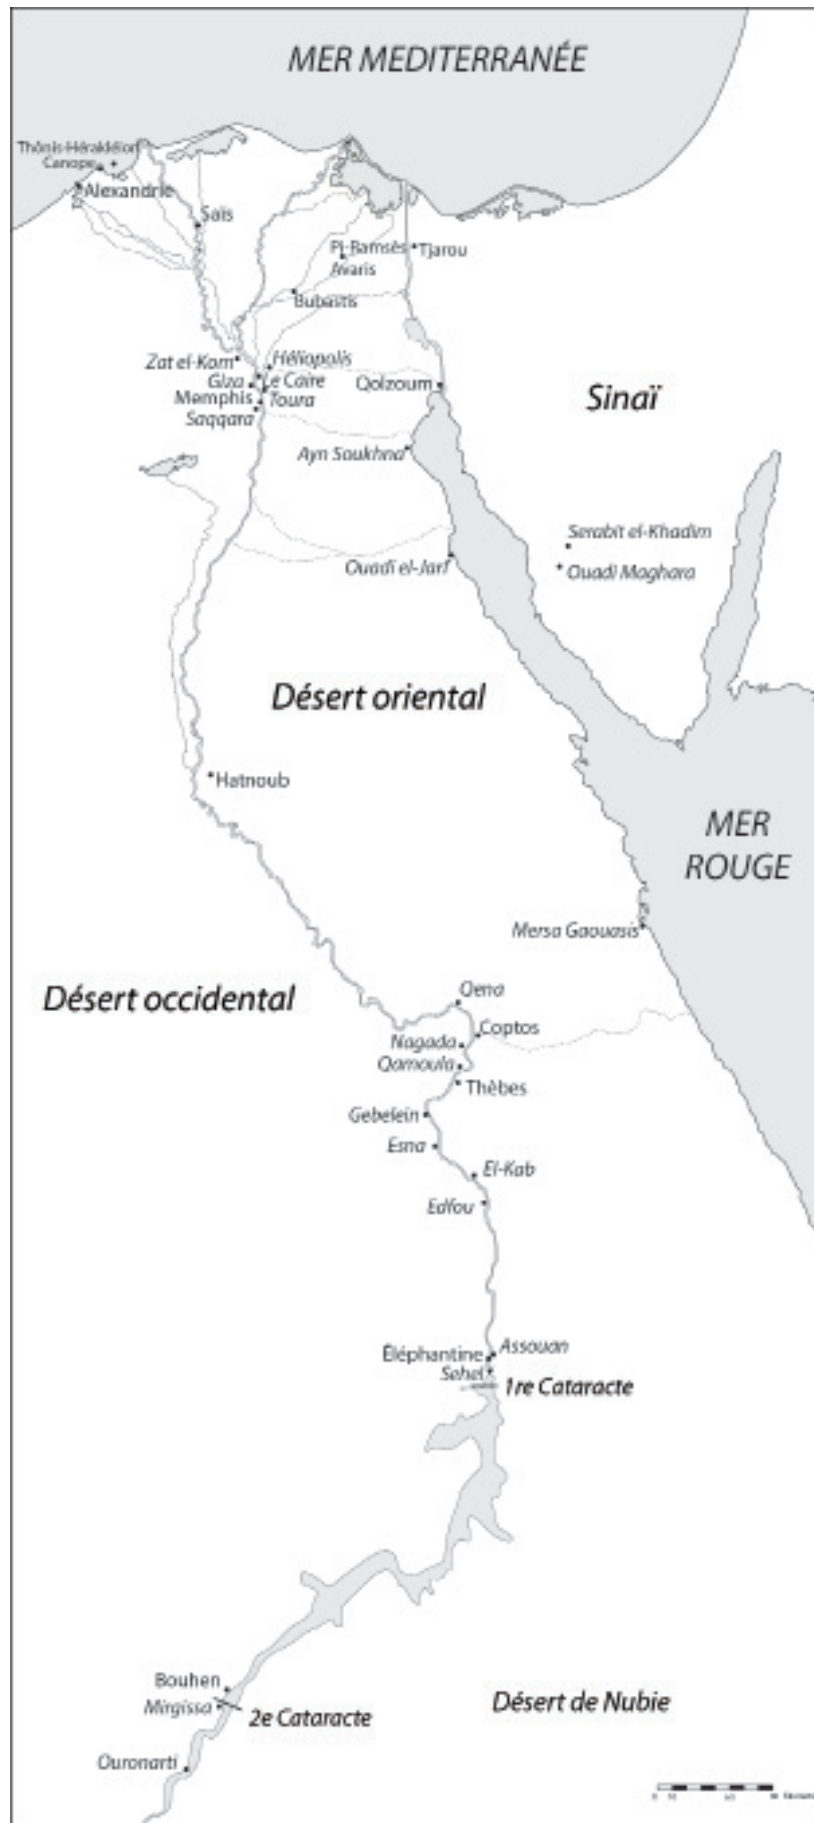 MER MEDITERRANÉE
Thônis-Hérakléion
Canope
Alexandrie
Saïs
Pi-Ramsès
Tjarou
Avaris
Bubastis
Zat el-Kom
Héliopolis
Giza
Le Caire
Qolzoum
Memphis
Toura
Sinaï
Saqqara
Ayn Soukhna
Serabit el-Khadim
Ouadi el-Jarf
Ouadi Maghara
Désert oriental
Hatnoub
MER
ROUGE
Mersa Gaouasis
Désert occidental
Qena
Coptos
Nagada
Qamoula
Thèbes
Gebelein
Esna
El-Kab
Edfou
Assouan
Éléphantine
Sehel
1re Cataracte
Bouhen
Mirgissa
2e Cataracte
Désert de Nubie
Ouronarti